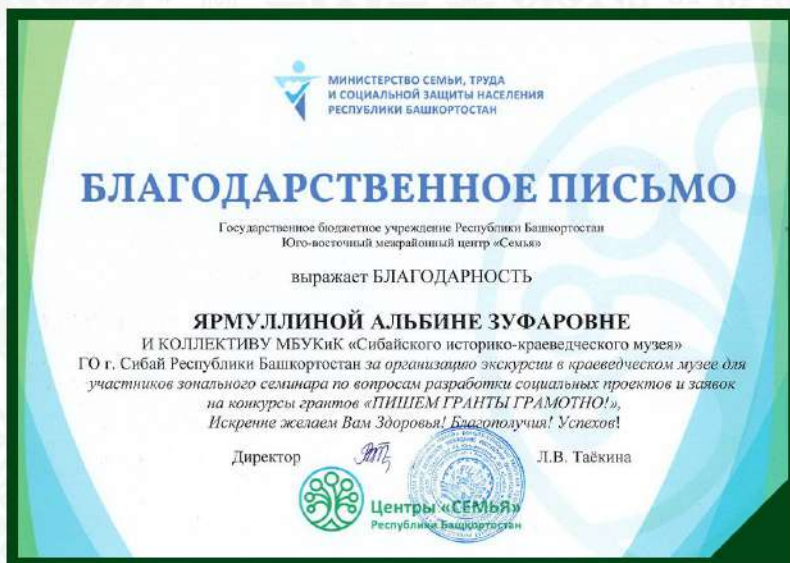 МИНИСТЕРСТВО СЕМЬИ, ТРУДА
И СОЦИАЛЬНОЙ ЗАЩИТЫ НАСЕЛЕНИЯ
РЕСПУБЛИКИ БАШКОРТОСТАН
БЛАГОДАРСТВЕННОЕ ПИСЬМО
Государственное бюджетное учреждение Республики Башкортостан
Юго-восточный межрайонный центр «Семья»
выражает БЛАГОДАРНОСТЬ
ЯРМУЛЛИНОЙ АЛЬБИНЕ ЗУФАРОВНЕ
И КОЛЛЕКТИВУ МБУКиК «Сибайского историко-краеведческого музея»
ГО г. Сибай Республики Башкортостан за организацию экскурсии в краеведческом музее для
участников зонального семинара по вопросам разработки социальных проектов и заявок
на конкурсы грантов «ПИШЕМ ГРАНТЫ ГРАМОТНО!»,
Искренне желаем Вам Здоровья! Благополучия! Успехов!
Директор Л.В. Таёкина
Центры «СЕМЬЯ»
Республики Башкортостан